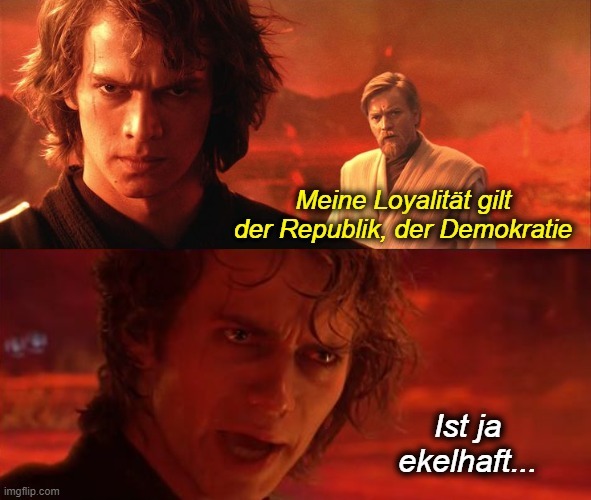 Meine Loyalität gilt
der Republik, der Demokratie
Ist ja
ekelhaft...
imgflip.com